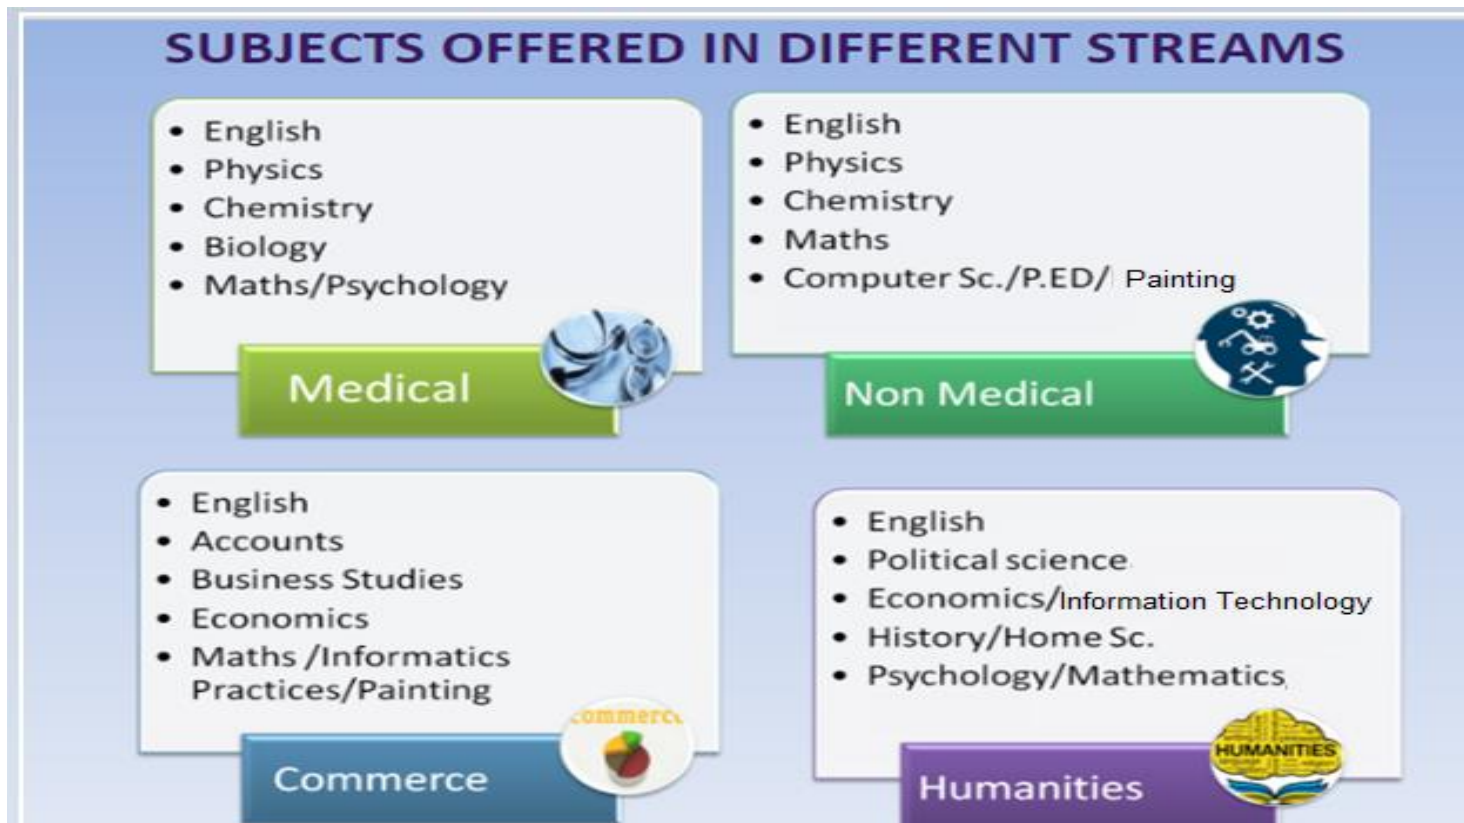 SUBJECTS OFFERED IN DIFFERENT STREAMS
• English
• Physics
• Chemistry
• Biology
• Maths/Psychology
Medical
• English
• Physics
• Chemistry
• Maths
• Computer Sc./P.ED/ Painting
Non Medical
• English
• Accounts
• Business Studies
• Economics
• Maths /Informatics
Practices/Painting
commerce
Commerce
• English
• Political science
• Economics/Information Technology
• History/Home Sc.
• Psychology/Mathematics
HUMANITIES
Humanities